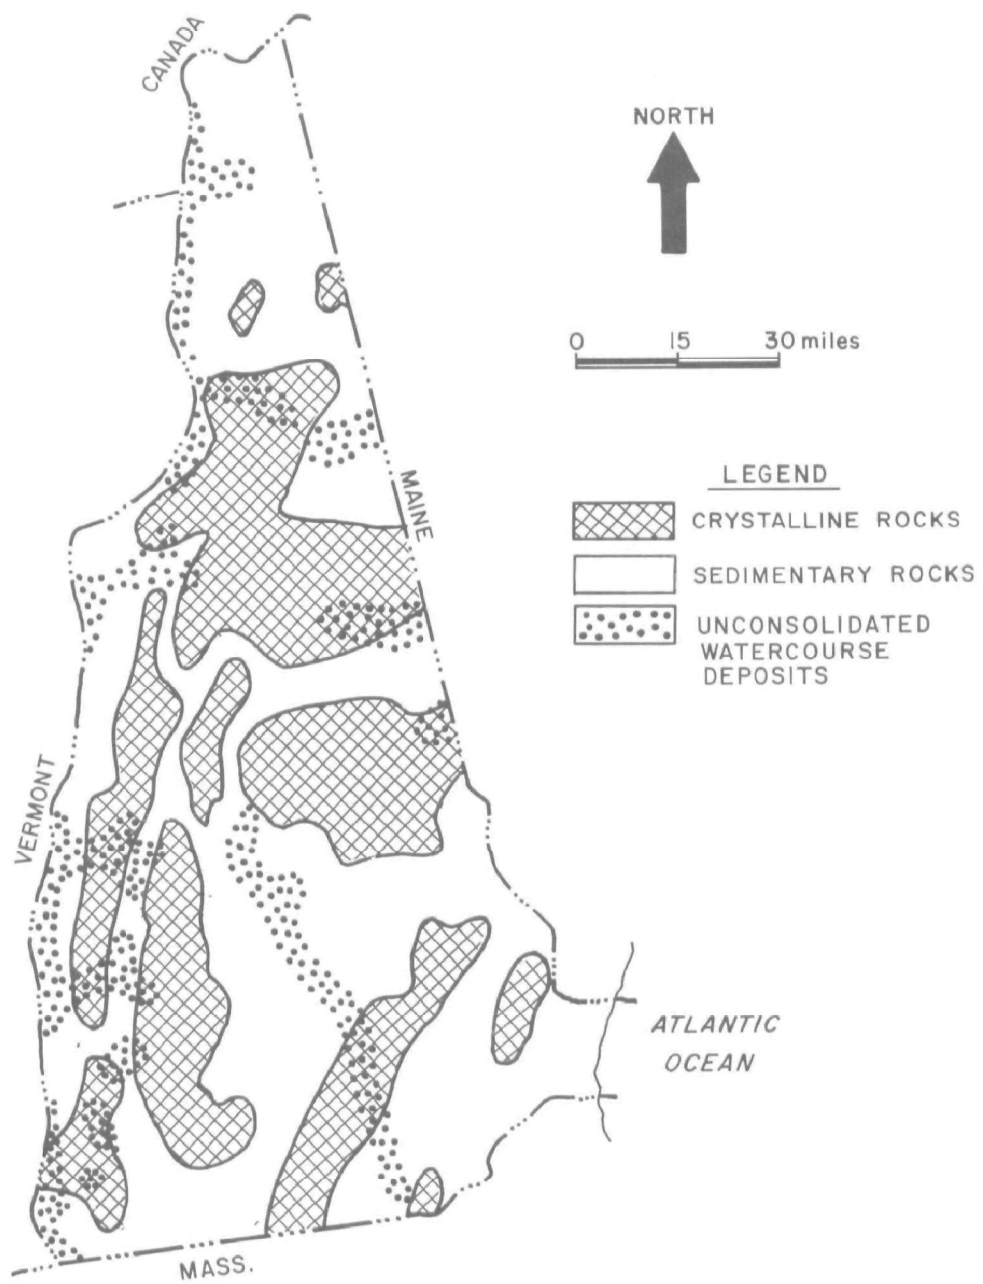 CANADA
NORTH
0 15 30 miles
MAINE
LEGEND
CRYSTALLINE ROCKS
SEDIMENTARY ROCKS
UNCONSOLIDATED
WATERCOURSE
DEPOSITS
VERMONT
ATLANTIC
OCEAN
MASS.